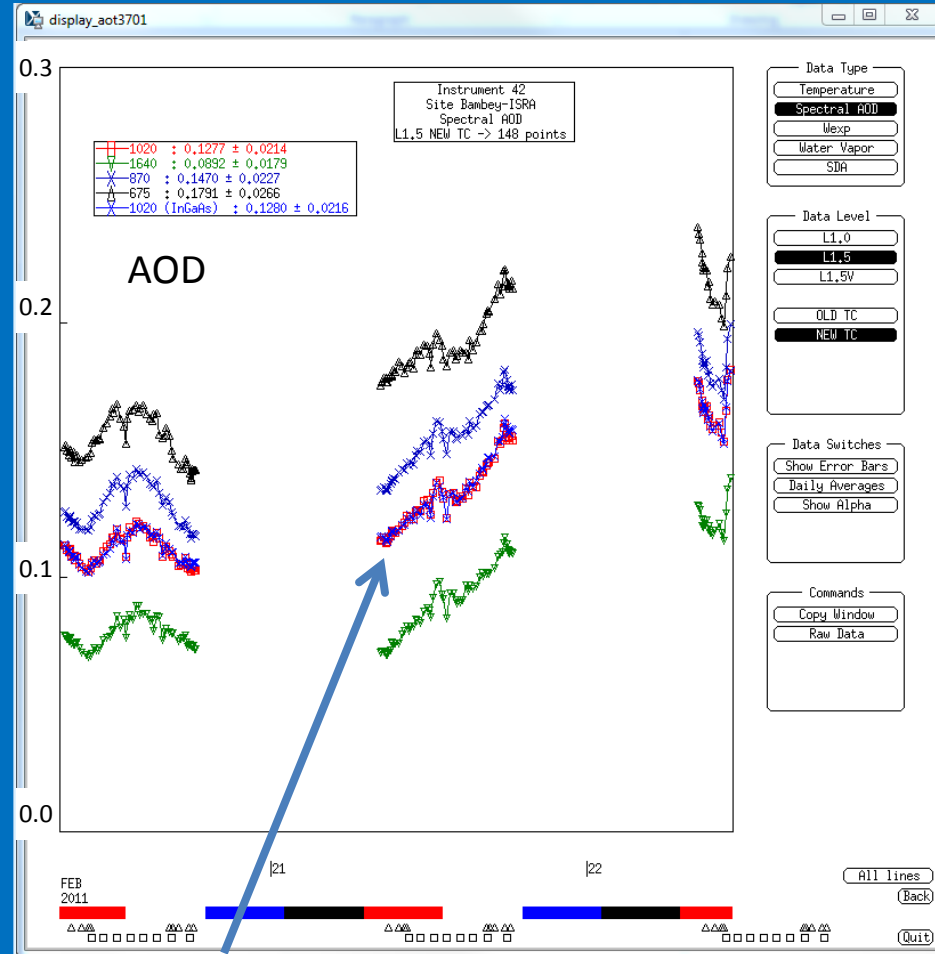 display_aot3701
0.3
0.2
0.1
0.0
Instrument 42
Site Bambey-ISRA
Spectral AOD
L1.5 NEW TC -> 148 points
1020 : 0.1277 ± 0.0214
1640 : 0.0892 ± 0.0179
870 : 0.1470 ± 0.0227
675 : 0.1791 ± 0.0266
1020 (InGaAs) : 0.1280 ± 0.0216
AOD
|21
|22
FEB
2011
Data Type
Temperature
Spectral AOD
Wexp
Water Vapor
SDA
Data Level
L1.0
L1.5
L1.5V
OLD TC
NEW TC
Data Switches
Show Error Bars
Daily Averages
Show Alpha
Commands
Copy Window
Raw Data
All lines
Back
Quit